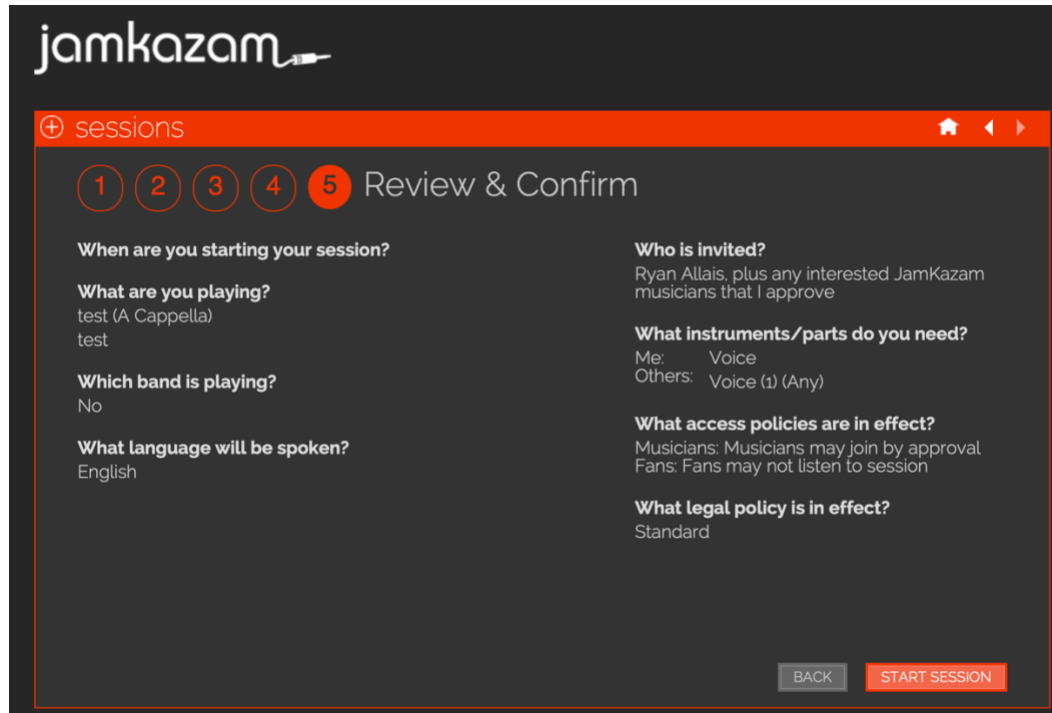 jamkazam
sessions
1 2 3 4 5 Review & Confirm
When are you starting your session?
What are you playing?
test (A Cappella)
test
Which band is playing?
No
What language will be spoken?
English
Who is invited?
Ryan Allais, plus any interested JamKazam
musicians that I approve
What instruments/parts do you need?
Me: Voice
Others: Voice (1) (Any)
What access policies are in effect?
Musicians: Musicians may join by approval
Fans: Fans may not listen to session
What legal policy is in effect?
Standard
BACK START SESSION